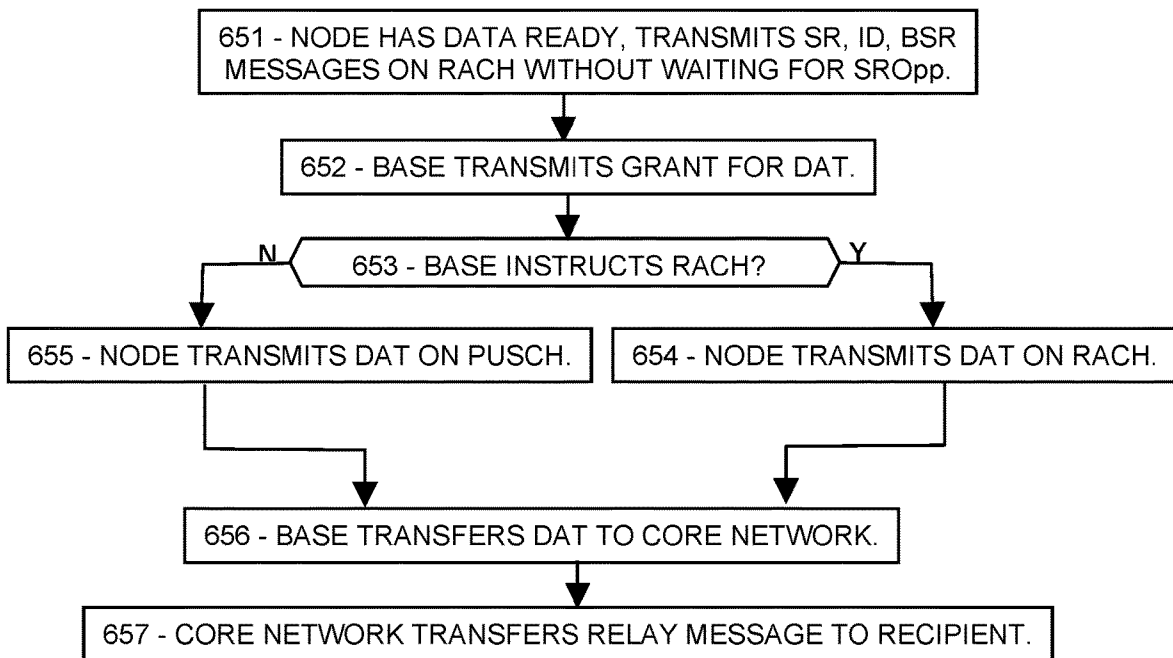 651 - NODE HAS DATA READY, TRANSMITS SR, ID, BSR
MESSAGES ON RACH WITHOUT WAITING FOR SROpp.
652 - BASE TRANSMITS GRANT FOR DAT.
N
653 - BASE INSTRUCTS RACH?
Y
655 - NODE TRANSMITS DAT ON PUSCH.
654 - NODE TRANSMITS DAT ON RACH.
656 - BASE TRANSFERS DAT TO CORE NETWORK.
657 - CORE NETWORK TRANSFERS RELAY MESSAGE TO RECIPIENT.